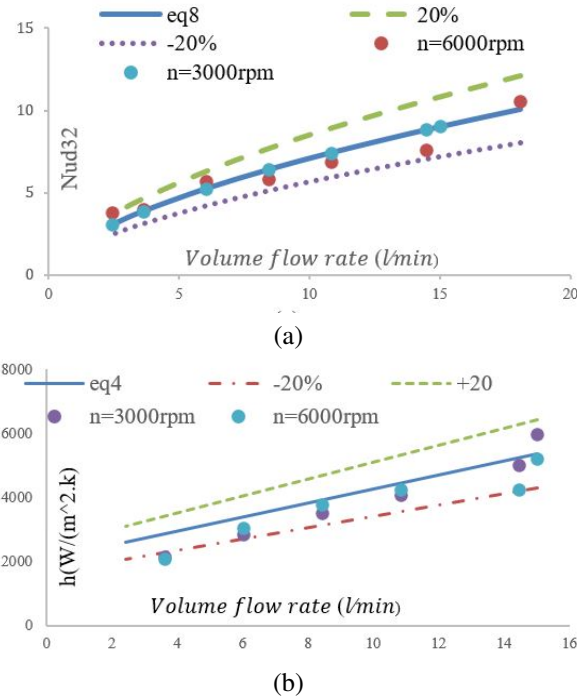 eq8 20%
-20% n=6000rpm
n=3000rpm
15
10
5
0
Nud32
Volume flow rate (l/min)
0 5 10 15 20
(a)
8000
6000
4000
2000
0
eq4 -20% +20
n=3000rpm n=6000rpm
h(W/(m^2.k)
Volume flow rate (l/min)
0 2 4 6 8 10 12 14 16
(b)